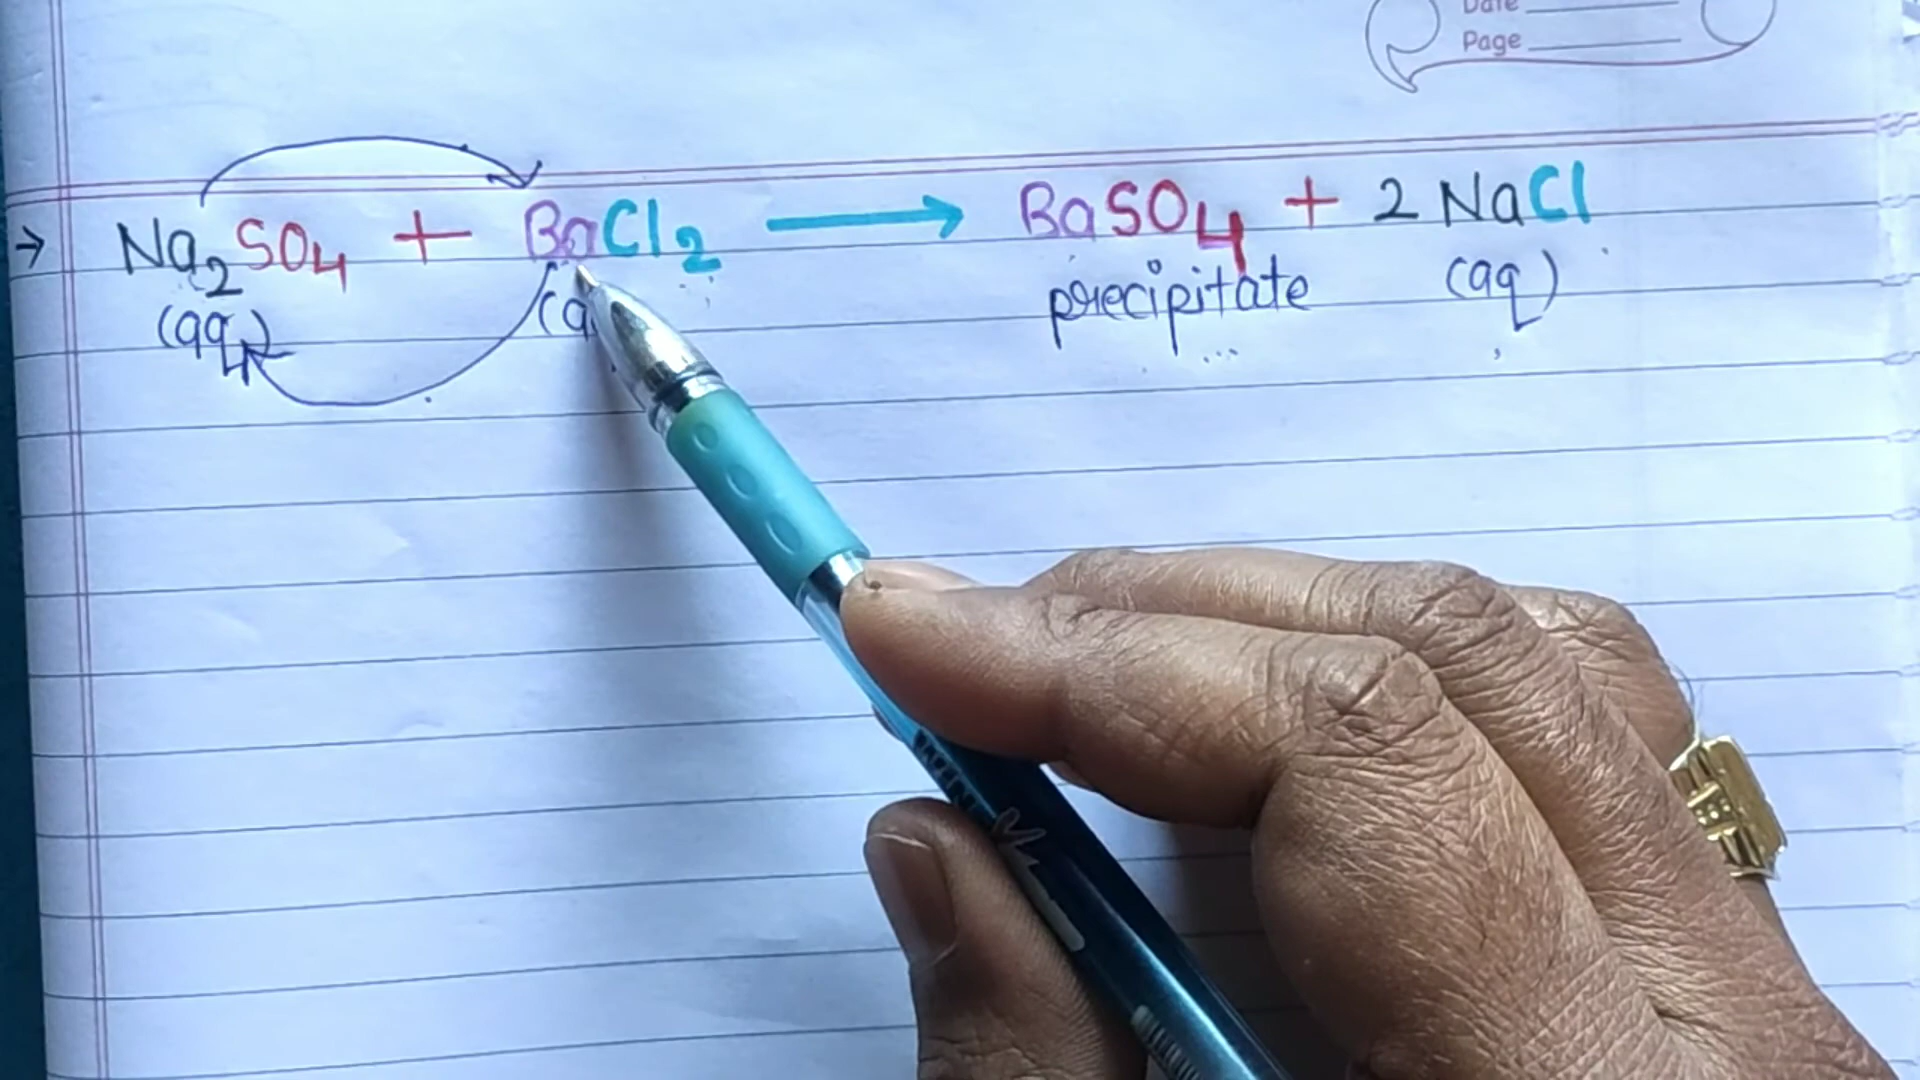 Date
Page
→ Na₂SO₄ + BaCl₂ ⟶ BaSO₄ + 2 NaCl
(aq) (a precipitate (aq)